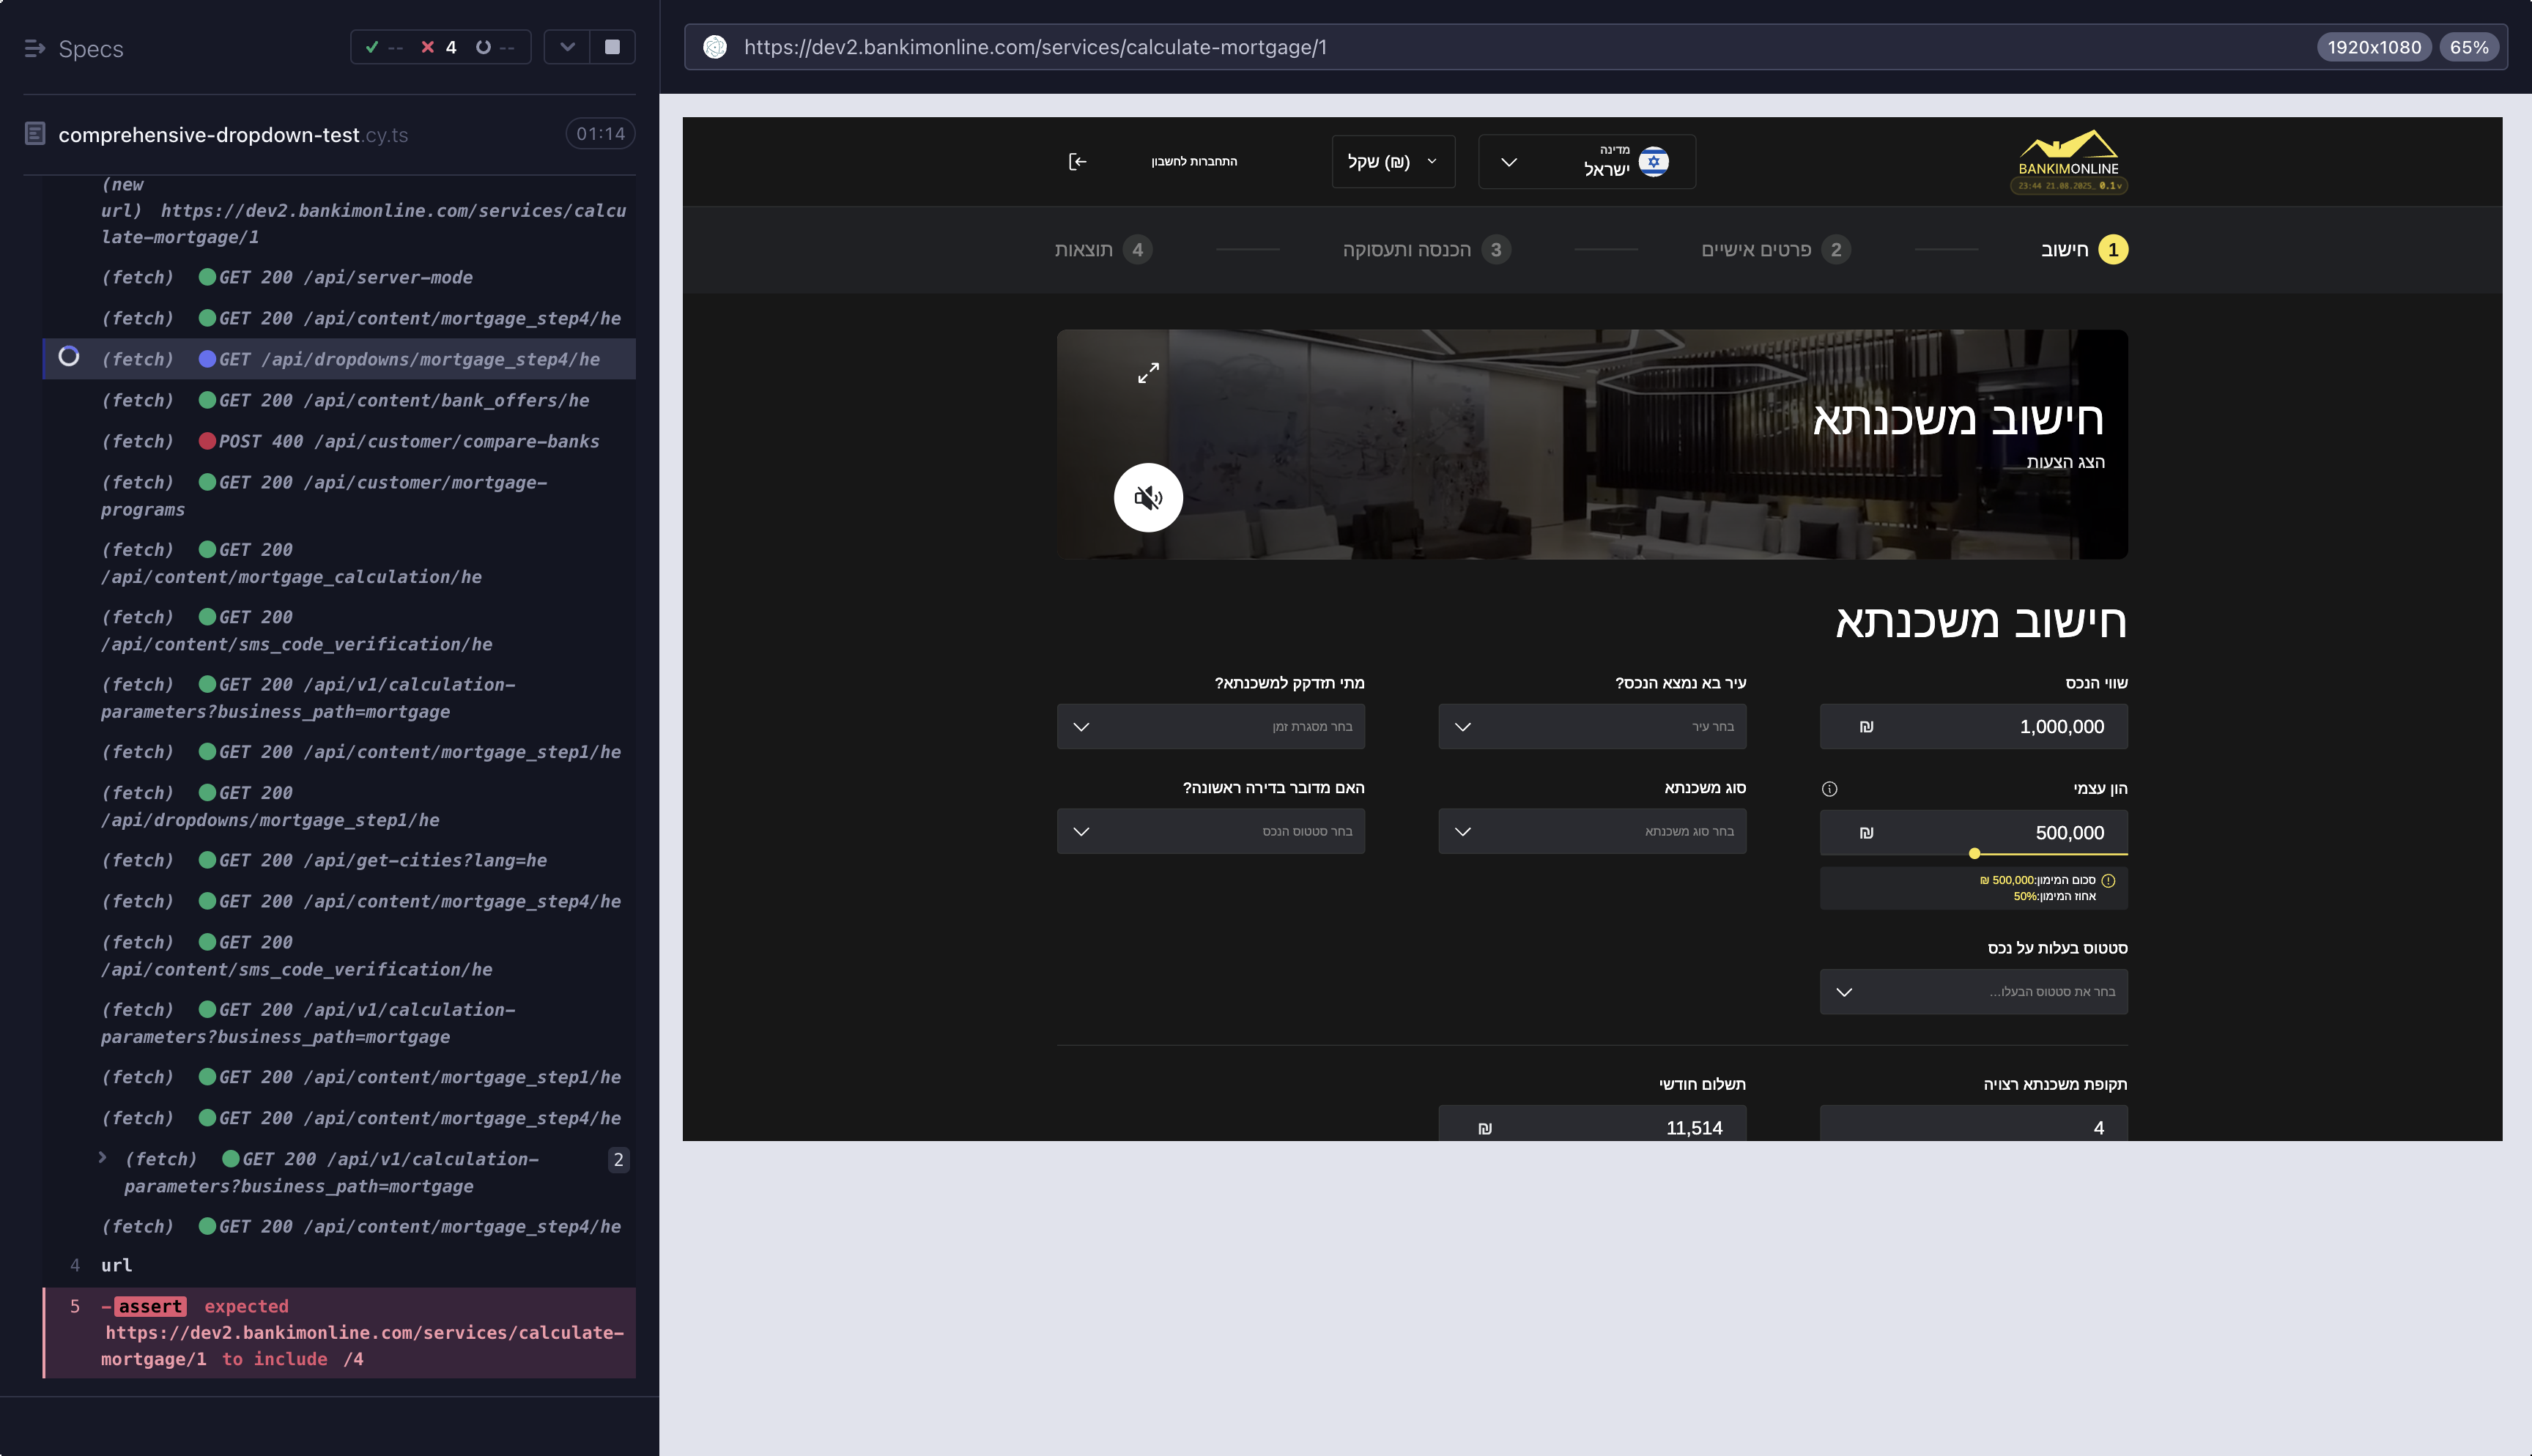 Specs
-- 4 --
comprehensive-dropdown-test.cy.ts 01:14
(new
url) https://dev2.bankimonline.com/services/calcu
late-mortgage/1
(fetch) GET 200 /api/server-mode
(fetch) GET 200 /api/content/mortgage_step4/he
(fetch) GET /api/dropdowns/mortgage_step4/he
(fetch) GET 200 /api/content/bank_offers/he
(fetch) POST 400 /api/customer/compare-banks
(fetch) GET 200 /api/customer/mortgage-
programs
(fetch) GET 200
/api/content/mortgage_calculation/he
(fetch) GET 200
/api/content/sms_code_verification/he
(fetch) GET 200 /api/v1/calculation-
parameters?business_path=mortgage
(fetch) GET 200 /api/content/mortgage_step1/he
(fetch) GET 200
/api/dropdowns/mortgage_step1/he
(fetch) GET 200 /api/get-cities?lang=he
(fetch) GET 200 /api/content/mortgage_step4/he
(fetch) GET 200
/api/content/sms_code_verification/he
(fetch) GET 200 /api/v1/calculation-
parameters?business_path=mortgage
(fetch) GET 200 /api/content/mortgage_step1/he
(fetch) GET 200 /api/content/mortgage_step4/he
(fetch) GET 200 /api/v1/calculation- 2
parameters?business_path=mortgage
(fetch) GET 200 /api/content/mortgage_step4/he
4 url
5 -assert expected
https://dev2.bankimonline.com/services/calculate-
mortgage/1 to include /4
https://dev2.bankimonline.com/services/calculate-mortgage/1 1920x1080 65%
BANKIMONLINE
23:44 21.08.2025_ 0.1v
מדינה
ישראל
שקל (₪)
התחברות לחשבון
1 חישוב
2 פרטים אישיים
3 הכנסה ותעסוקה
4 תוצאות
חישוב משכנתא
הצג הצעות
חישוב משכנתא
שווי הנכס
1,000,000 ₪
עיר בא נמצא הנכס?
בחר עיר
מתי תזדקק למשכנתא?
בחר מסגרת זמן
הון עצמי
500,000 ₪
סכום המימון:500,000 ₪
אחוז המימון:50%
סוג משכנתא
בחר סוג משכנתא
האם מדובר בדירה ראשונה?
בחר סטטוס הנכס
סטטוס בעלות על נכס
בחר את סטטוס הבעלו...
תקופת משכנתא רצויה
4
תשלום חודשי
11,514 ₪